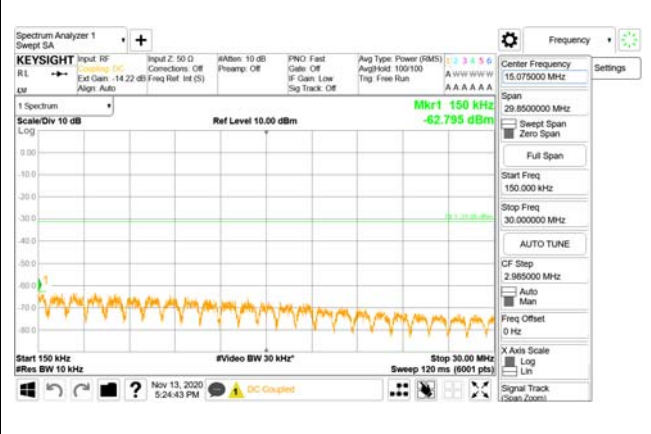 Spectrum Analyzer 1
Swept SA
Frequency
KEYSIGHT
Input: RF
Input Z: 50 Ω
#Atten: 10 dB
PNO: Fast
Avg Type: Power (RMS)
1 2 3 4 5 6
RL
Coupling: DC
Corrections: Off
Preamp: Off
Gate: Off
Avg|Hold: 100/100
A W W W W W
Ext Gain: -14.22 dB
Freq Ref: Int (S)
IF Gain: Low
Trig: Free Run
Align: Auto
Sig Track: Off
A A A A A A
1 Spectrum
Scale/Div 10 dB
Ref Level 10.00 dBm
Mkr1 150 kHz
-62.795 dBm
Log
0.00
-10.0
-20.0
-30.0
-40.0
-50.0
-60.0
-70.0
-80.0
1
Start 150 kHz
#Video BW 30 kHz*
Stop 30.00 MHz
#Res BW 10 kHz
Sweep 120 ms (6001 pts)
Nov 13, 2020
5:24:43 PM
DC Coupled
Center Frequency
15.075000 MHz
Settings
Span
29.8500000 MHz
Swept Span
Zero Span
Full Span
Start Freq
150.000 kHz
Stop Freq
30.000000 MHz
AUTO TUNE
CF Step
2.985000 MHz
Auto
Man
Freq Offset
0 Hz
X Axis Scale
Log
Lin
Signal Track
(Span Zoom)